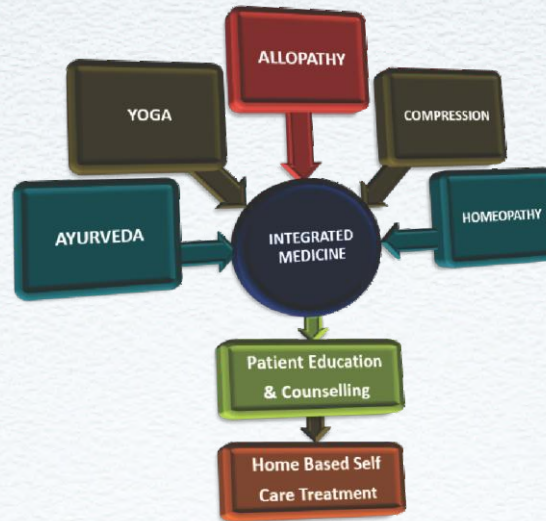 ALLOPATHY
YOGA
COMPRESSION
AYURVEDA
INTEGRATED
MEDICINE
HOMEOPATHY
Patient Education
& Counselling
Home Based Self
Care Treatment